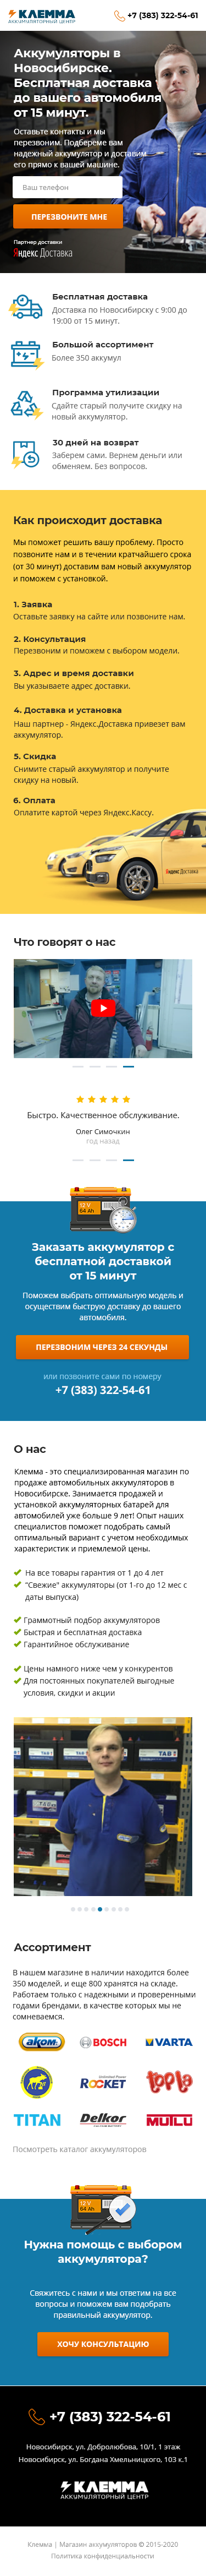 КЛЕММА
АККУМУЛЯТОРНЫЙ ЦЕНТР
+7 (383) 322-54-61
Аккумуляторы в
Новосибирске.
Бесплатная доставка
до вашего автомобиля
от 15 минут.
Оставьте контакты и мы
перезвоним. Подберем вам
надежный аккумулятор и доставим
его прямо к вашей машине.
Ваш телефон
ПЕРЕЗВОНИТЕ МНЕ
Партнер доставки
Яндекс Доставка
Бесплатная доставка
Доставка по Новосибирску с 9:00 до
19:00 от 15 минут.
Большой ассортимент
Более 350 аккумул
Программа утилизации
Сдайте старый получите скидку на
новый аккумулятор.
30 дней на возврат
Заберем сами. Вернем деньги или
обменяем. Без вопросов.
Как происходит доставка
Мы поможет решить вашу проблему. Просто
позвоните нам и в течении кратчайшего срока
(от 30 минут) доставим вам новый аккумулятор
и поможем с установкой.
1. Заявка
Оставьте заявку на сайте или позвоните нам.
2. Консультация
Перезвоним и поможем с выбором модели.
3. Адрес и время доставки
Вы указываете адрес доставки.
4. Доставка и установка
Наш партнер - Яндекс.Доставка привезет вам
аккумулятор.
5. Скидка
Снимите старый аккумулятор и получите
скидку на новый.
6. Оплата
Оплатите картой через Яндекс.Кассу.
Яндекс Доставка
Что говорят о нас
Быстро. Качественное обслуживание.
Олег Симочкин
год назад
12 V
64 Ah
Заказать аккумулятор с
бесплатной доставкой
от 15 минут
Поможем выбрать оптимальную модель и
осуществим быструю доставку до вашего
автомобиля.
ПЕРЕЗВОНИМ ЧЕРЕЗ 24 СЕКУНДЫ
или позвоните сами по номеру
+7 (383) 322-54-61
О нас
Клемма - это специализированная магазин по
продаже автомобильных аккумуляторов в
Новосибирске. Занимается продажей и
установкой аккумуляторных батарей для
автомобилей уже больше 9 лет! Опыт наших
специалистов поможет подобрать самый
оптимальный вариант с учетом необходимых
характеристик и приемлемой цены.
На все товары гарантия от 1 до 4 лет
"Свежие" аккумуляторы (от 1-го до 12 мес с
даты выпуска)
Грамотный подбор аккумуляторов
Быстрая и бесплатная доставка
Гарантийное обслуживание
Цены намного ниже чем у конкурентов
Для постоянных покупателей выгодные
условия, скидки и акции
TAB
Ассортимент
В нашем магазине в наличии находится более
350 моделей, и еще 800 хранятся на складе.
Работаем только с надежными и проверенными
годами брендами, в качестве которых мы не
сомневаемся.
аком BOSCH VARTA
ROCKET topla
TITAN Delkor MUTLU
Посмотреть каталог аккумуляторов
12 V
64 Ah
Нужна помощь с выбором
аккумулятора?
Свяжитесь с нами и мы ответим на все
вопросы и поможем вам подобрать
правильный аккумулятор.
ХОЧУ КОНСУЛЬТАЦИЮ
+7 (383) 322-54-61
Новосибирск, ул. Добролюбова, 10/1, 1 этаж
Новосибирск, ул. Богдана Хмельницкого, 103 к.1
КЛЕММА
АККУМУЛЯТОРНЫЙ ЦЕНТР
Клемма | Магазин аккумуляторов © 2015-2020
Политика конфиденциальности